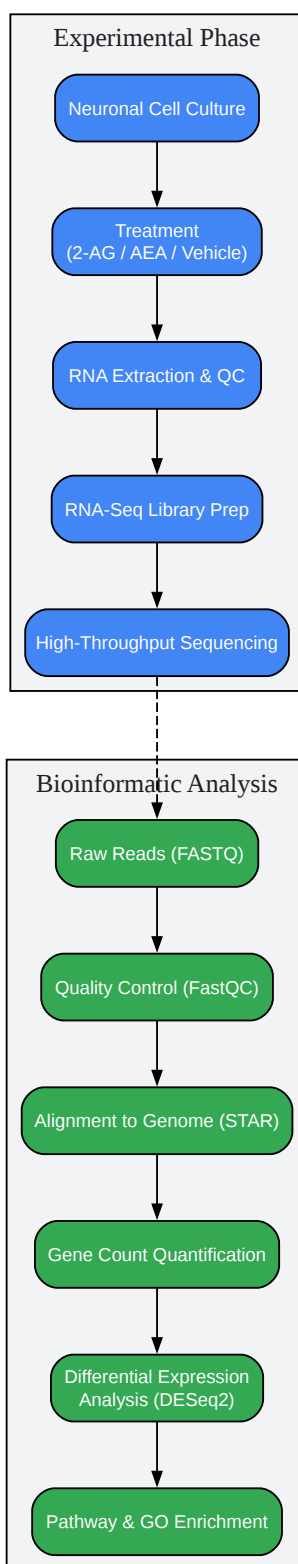 Experimental Phase
Neuronal Cell Culture
Treatment
(2-AG / AEA / Vehicle)
RNA Extraction & QC
RNA-Seq Library Prep
High-Throughput Sequencing
Bioinformatic Analysis
Raw Reads (FASTQ)
Quality Control (FastQC)
Alignment to Genome (STAR)
Gene Count Quantification
Differential Expression
Analysis (DESeq2)
Pathway & GO Enrichment